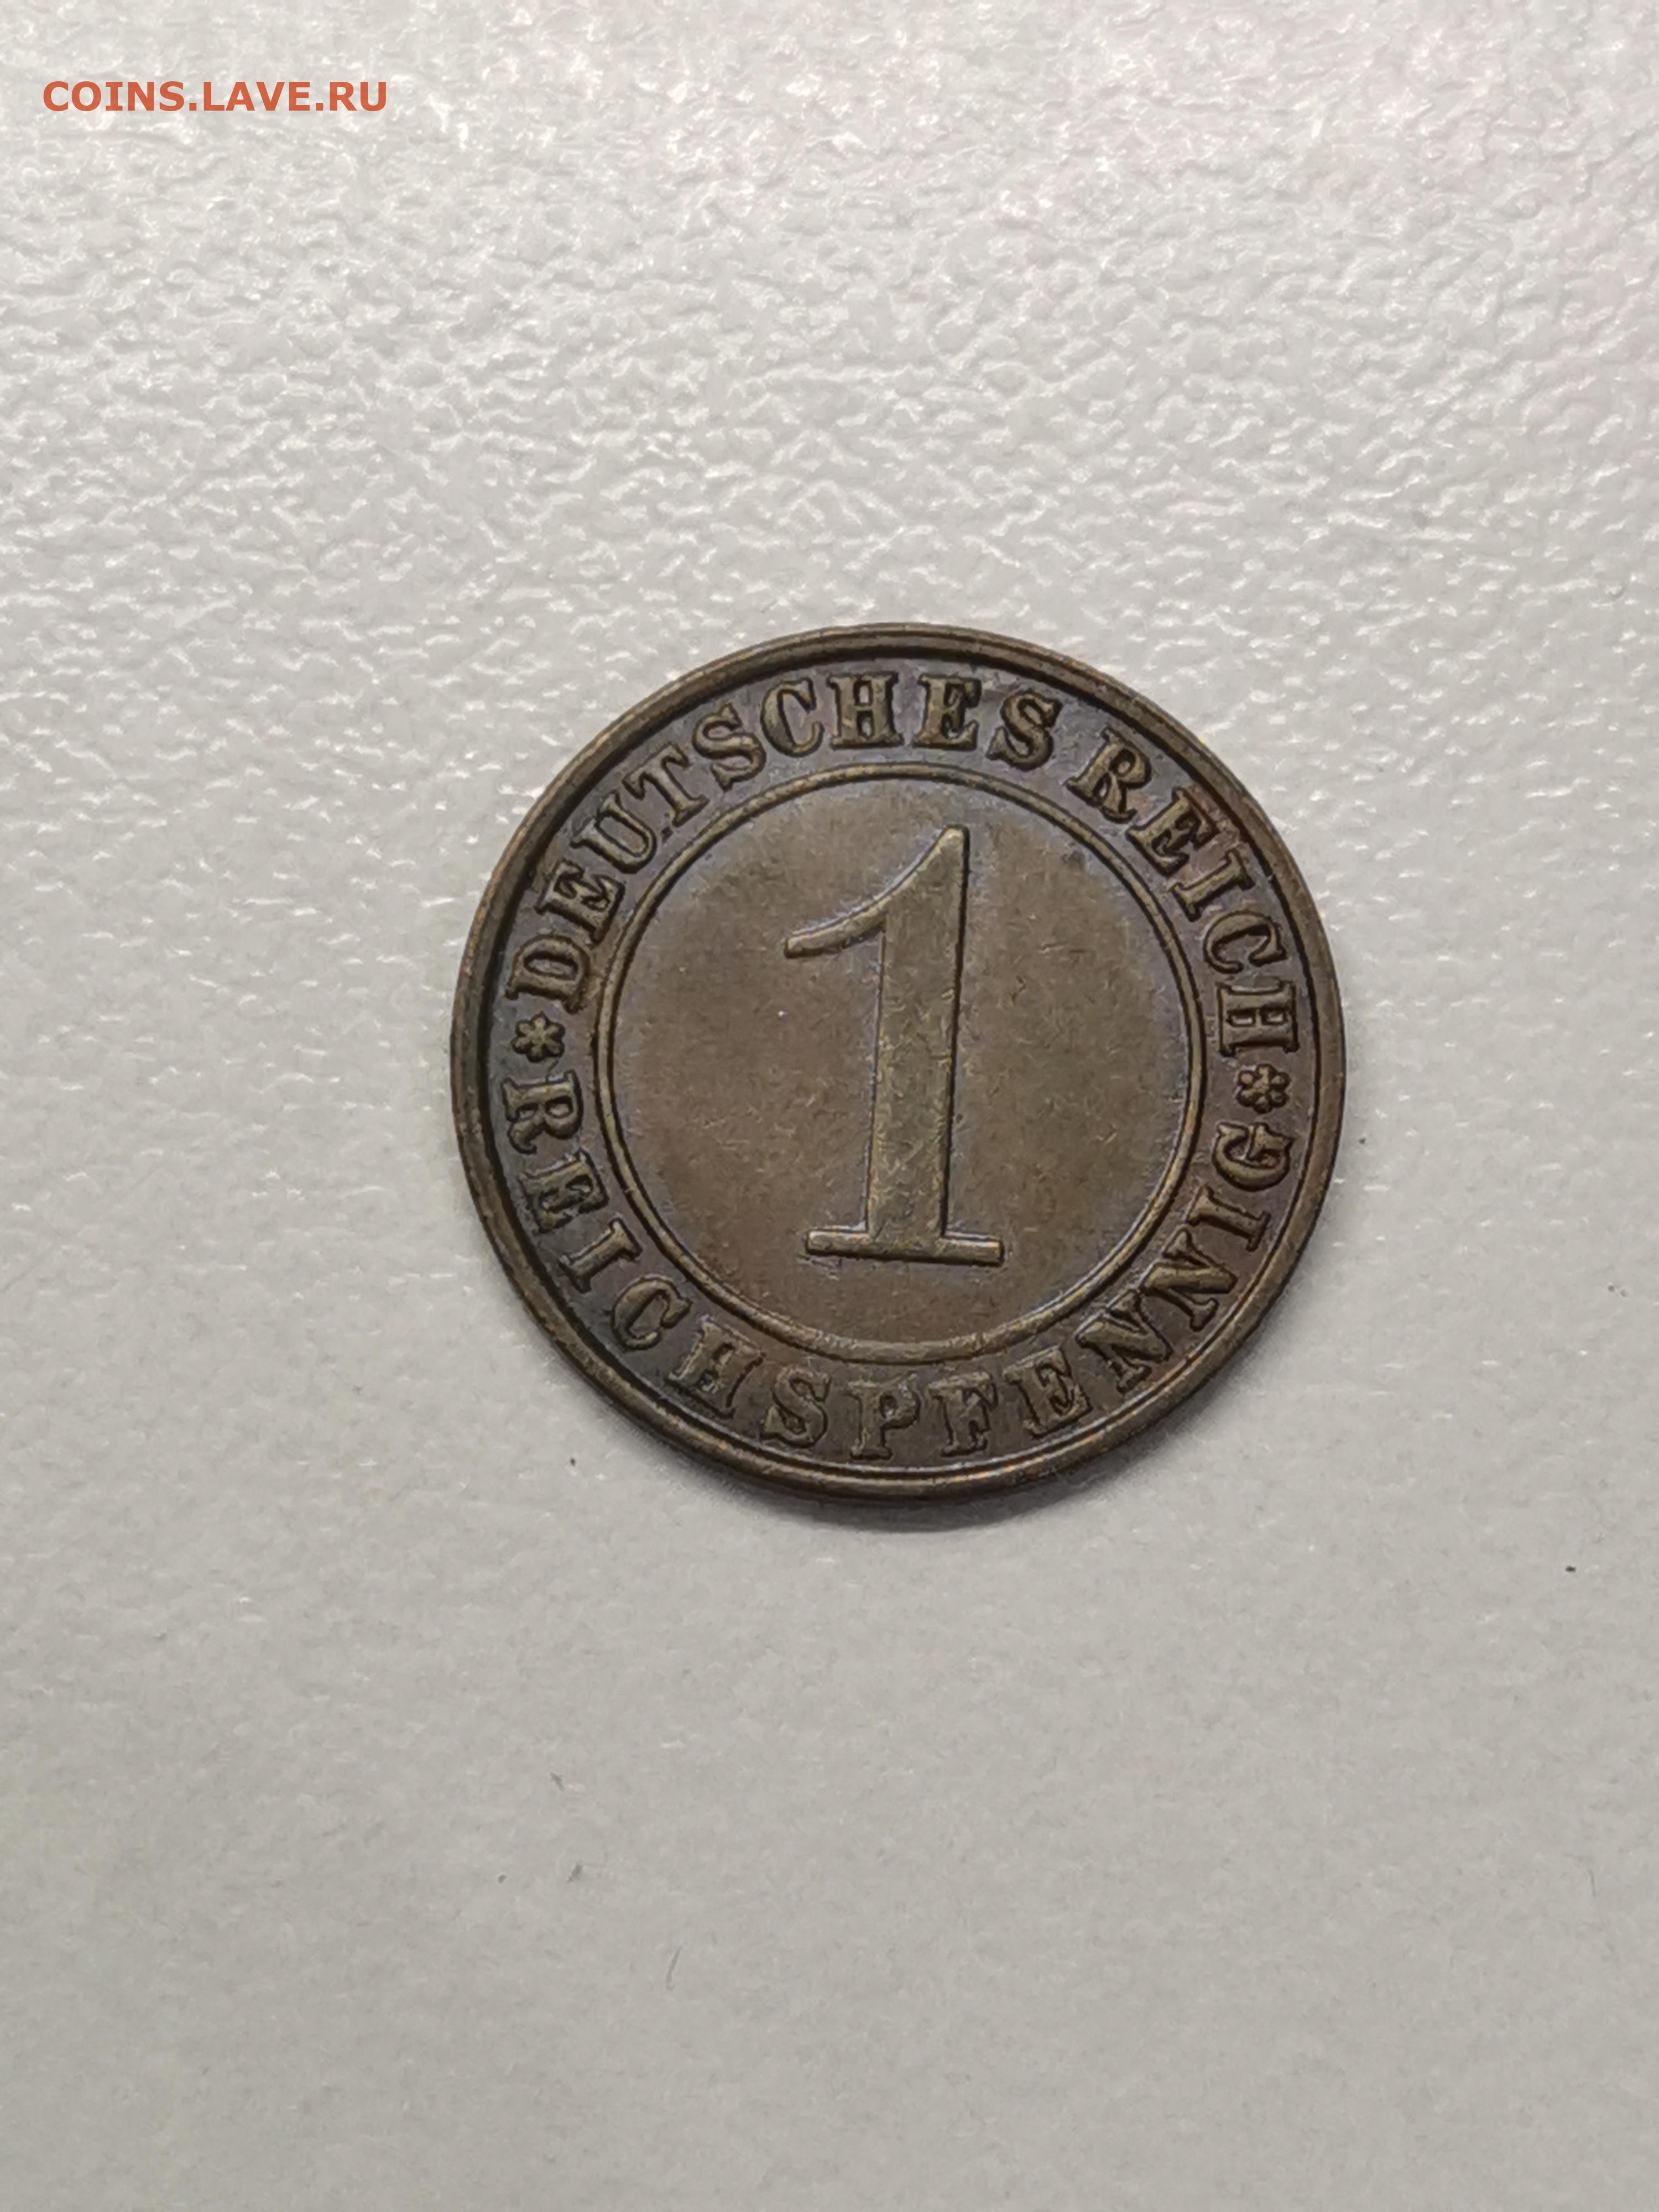 COINS.LAVE.RU
DEUTSCHES REICH
1
REICHSPFENNIG